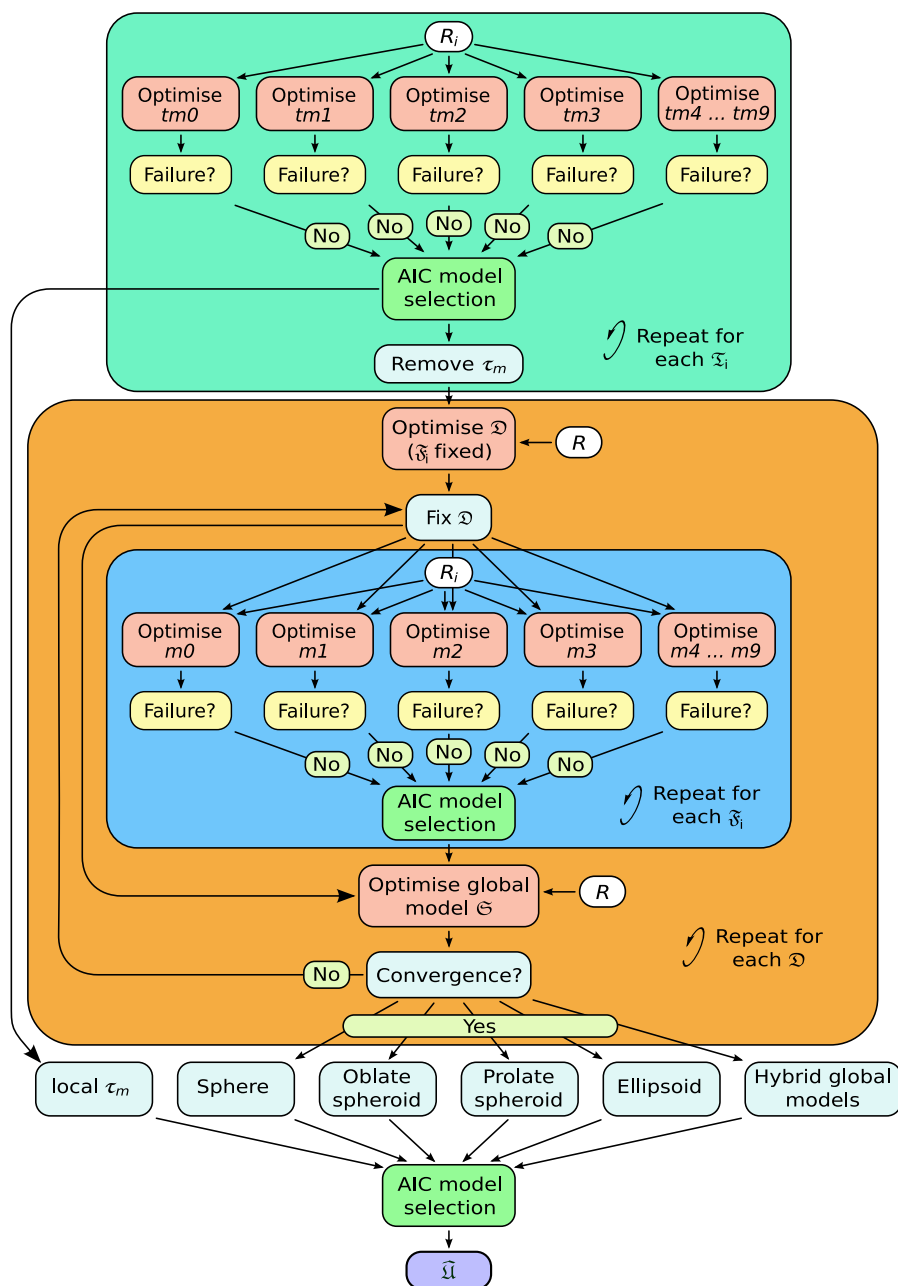 R_i
Optimise
tm0
Optimise
tm1
Optimise
tm2
Optimise
tm3
Optimise
tm4 ... tm9
Failure?
Failure?
Failure?
Failure?
Failure?
No
No
No
No
No
AIC model
selection
Repeat for
each 𝔗i
Remove τm
Optimise 𝔇
(𝔉i fixed)
R
Fix 𝔇
R_i
Optimise
m0
Optimise
m1
Optimise
m2
Optimise
m3
Optimise
m4 ... m9
Failure?
Failure?
Failure?
Failure?
Failure?
No
No
No
No
No
AIC model
selection
Repeat for
each 𝔉i
Optimise global
model 𝔖
R
Repeat for
each 𝔇
Convergence?
No
Yes
local τm
Sphere
Oblate
spheroid
Prolate
spheroid
Ellipsoid
Hybrid global
models
AIC model
selection
𝔘̂